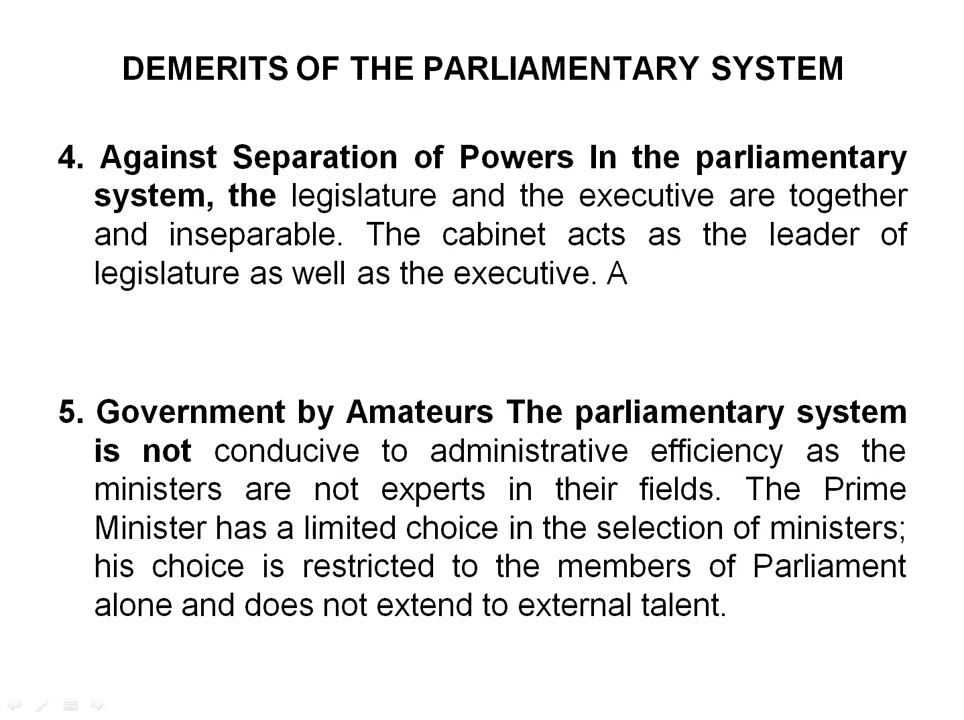 DEMERITS OF THE PARLIAMENTARY SYSTEM
4. Against Separation of Powers In the parliamentary
system, the legislature and the executive are together
and inseparable. The cabinet acts as the leader of
legislature as well as the executive. A
5. Government by Amateurs The parliamentary system
is not conducive to administrative efficiency as the
ministers are not experts in their fields. The Prime
Minister has a limited choice in the selection of ministers;
his choice is restricted to the members of Parliament
alone and does not extend to external talent.